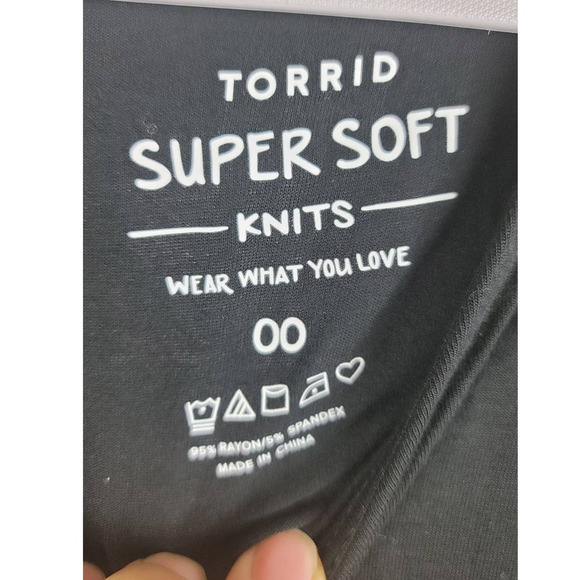 TORRID
SUPER SOFT
KNITS
WEAR WHAT YOU LOVE
00
95% RAYON/5% SPANDEX
MADE IN CHINA